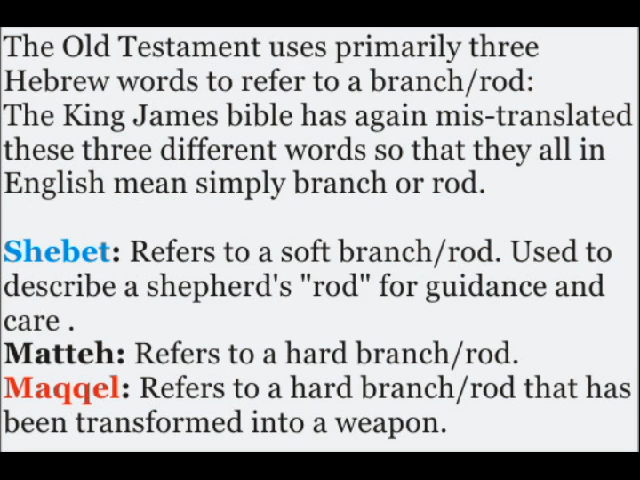 The Old Testament uses primarily three
Hebrew words to refer to a branch/rod:
The King James bible has again mis-translated
these three different words so that they all in
English mean simply branch or rod.
Shebet: Refers to a soft branch/rod. Used to
describe a shepherd's "rod" for guidance and
care .
Matteh: Refers to a hard branch/rod.
Maqqel: Refers to a hard branch/rod that has
been transformed into a weapon.